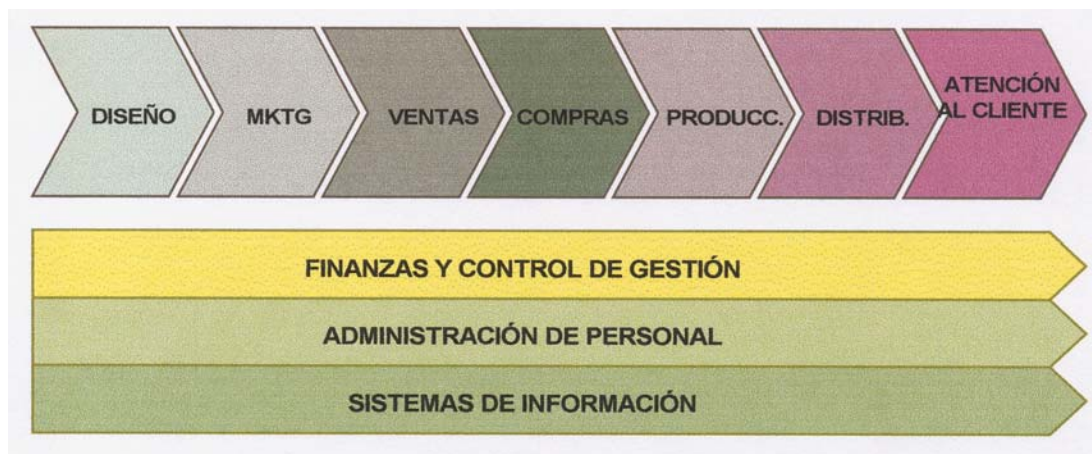 DISEÑO
MKTG
VENTAS
COMPRAS
PRODUCC.
DISTRIB.
ATENCIÓN
AL CLIENTE
FINANZAS Y CONTROL DE GESTIÓN
ADMINISTRACIÓN DE PERSONAL
SISTEMAS DE INFORMACIÓN